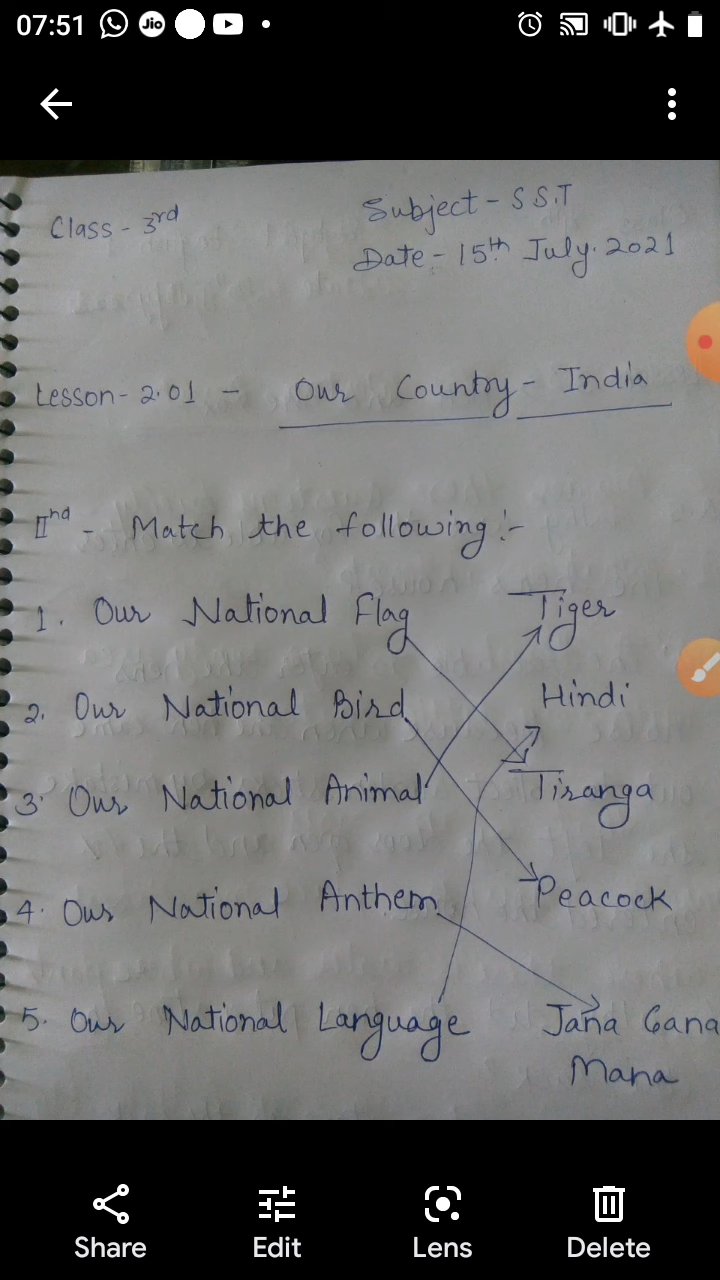 07:51
Jio
Class - 3rd
Subject - S S.T
Date - 15th July. 2021
Lesson - 2.01 - Our Country - India
IInd - Match the following :-
1. Our National Flag Tiger
2. Our National Bird Hindi
3. Our National Animal Tiranga
4. Our National Anthem Peacock
5. Our National Language Jana Gana
Mana
Share Edit Lens Delete